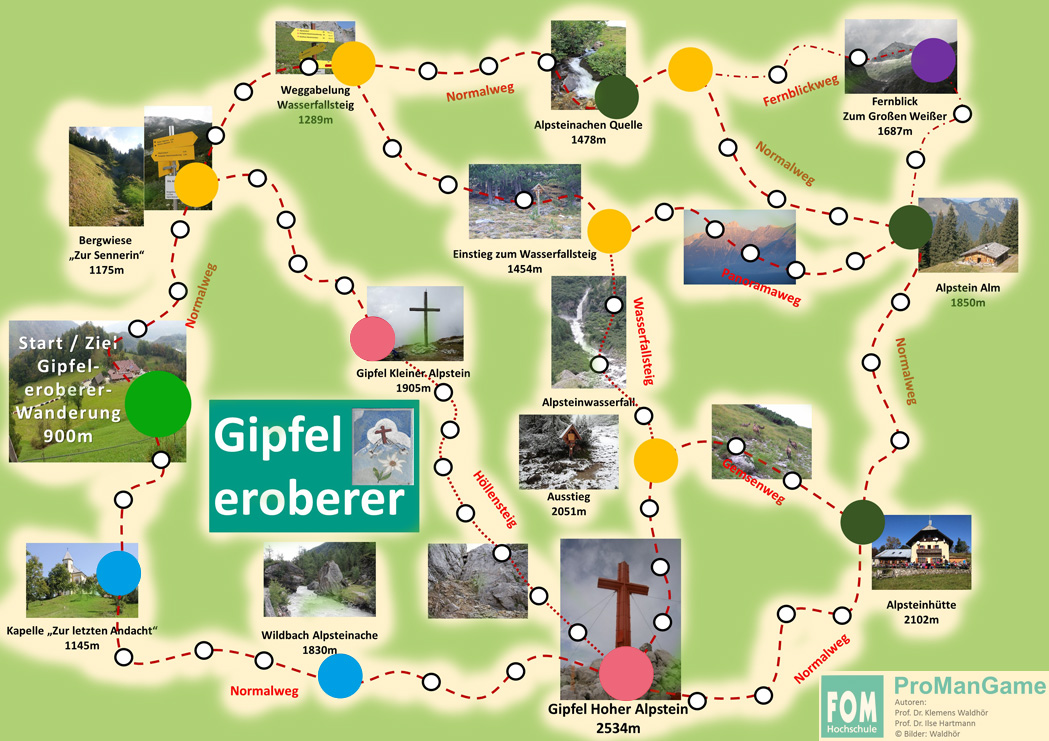 Weggabelung
Wasserfallsteig
1289m
Normalweg
Alpsteinachen Quelle
1478m
Fernblickweg
Fernblick
Zum Großen Weißer
1687m
Normalweg
Bergwiese
„Zur Sennerin“
1175m
Einstieg zum Wasserfallsteig
1454m
Panoramaweg
Alpstein Alm
1850m
Normalweg
Start / Ziel
Gipfel-
eroberer-
Wanderung
900m
Gipfel Kleiner Alpstein
1905m
Wasserfallsteig
Alpsteinwasserfall
Normalweg
Gipfel
eroberer
Höllensteig
Ausstieg
2051m
Gemsenweg
Alpsteinhütte
2102m
Kapelle „Zur letzten Andacht“
1145m
Wildbach Alpsteinache
1830m
Normalweg
Normalweg
Gipfel Hoher Alpstein
2534m
FOM
Hochschule
ProManGame
Autoren:
Prof. Dr. Klemens Waldhör
Prof. Dr. Ilse Hartmann
© Bilder: Waldhör